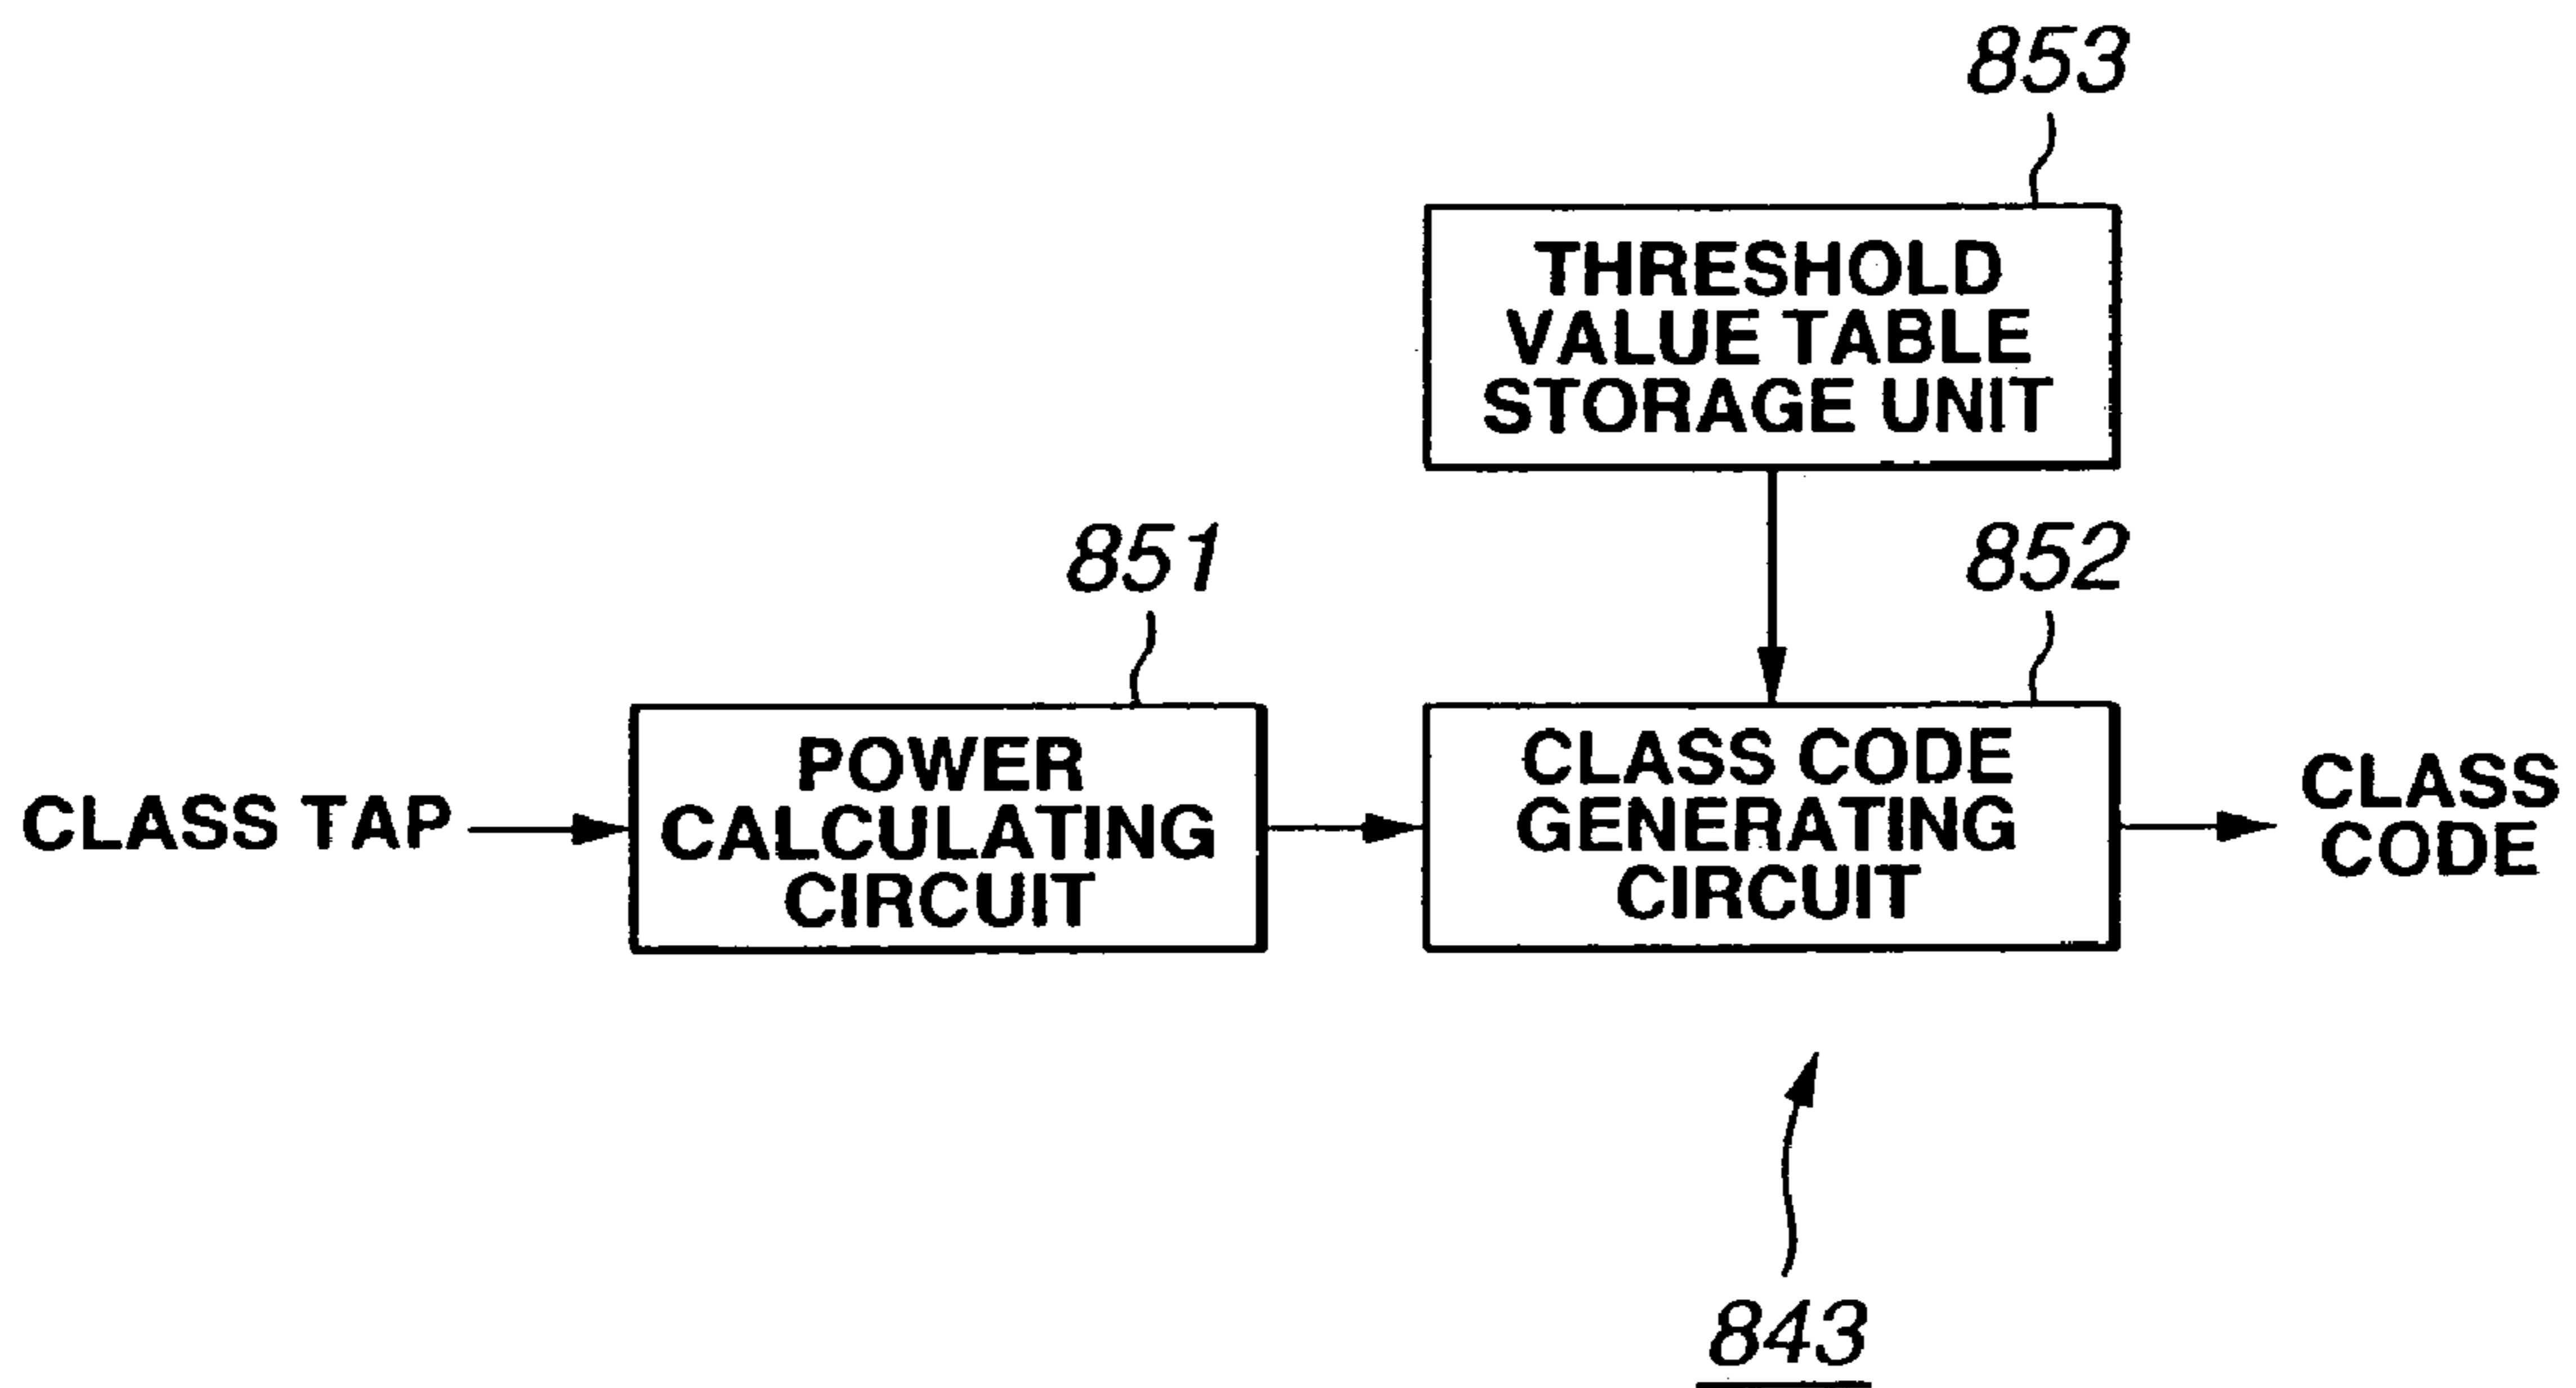 853
THRESHOLD
VALUE TABLE
STORAGE UNIT
851
852
CLASS TAP
POWER
CALCULATING
CIRCUIT
CLASS CODE
GENERATING
CIRCUIT
CLASS
CODE
843